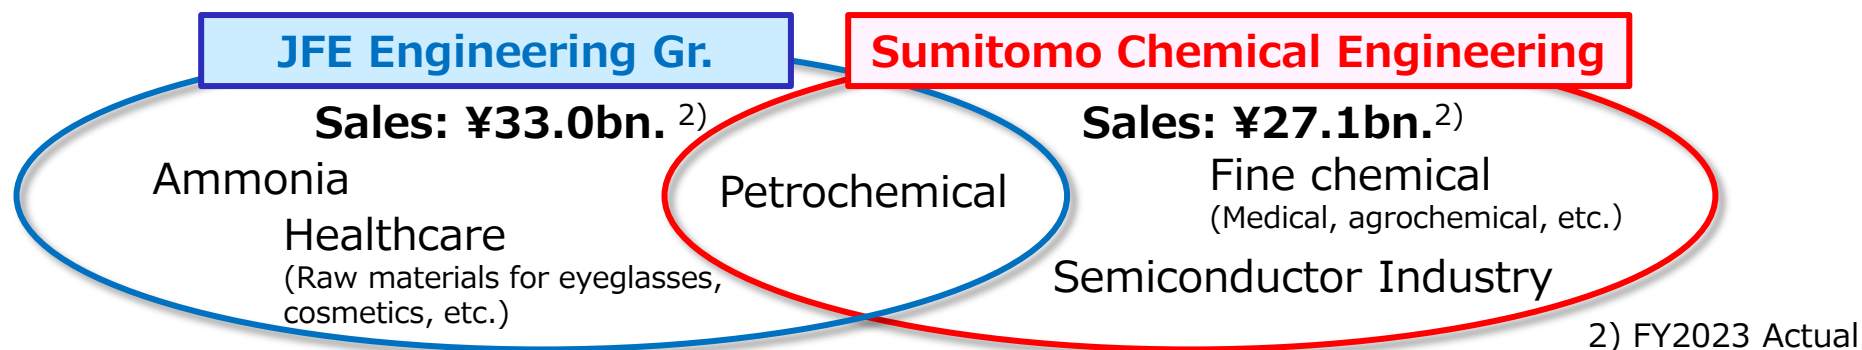 JFE Engineering Gr.
Sumitomo Chemical Engineering
Sales: ¥33.0bn. 2)
Sales: ¥27.1bn.2)
Ammonia
Healthcare
(Raw materials for eyeglasses,
cosmetics, etc.)
Petrochemical
Fine chemical
(Medical, agrochemical, etc.)
Semiconductor Industry
2) FY2023 Actual